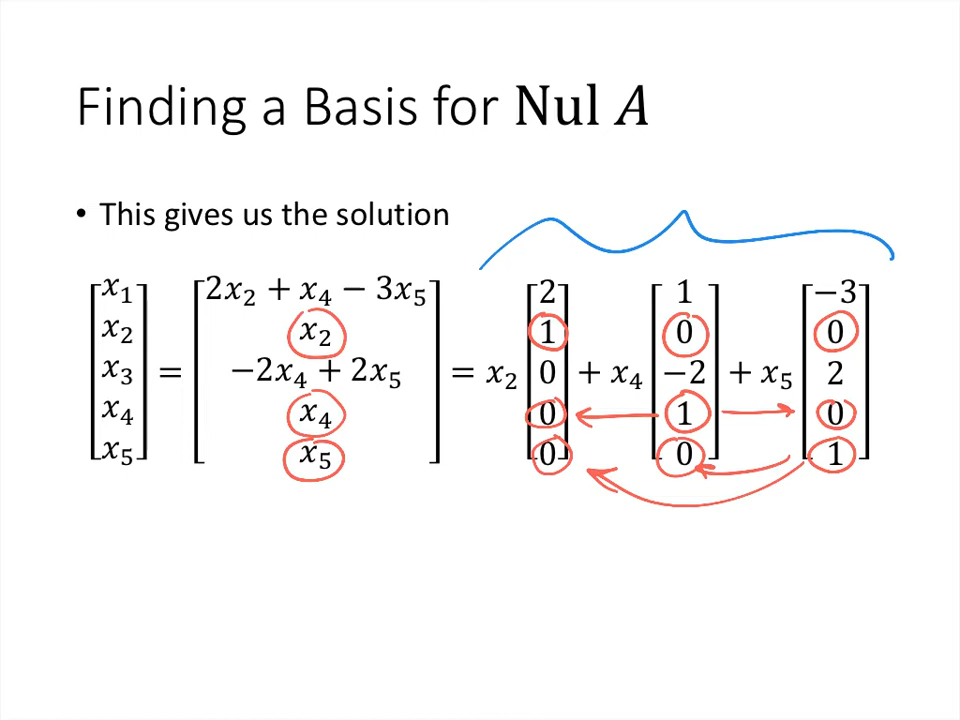 Finding a Basis for Nul A
• This gives us the solution
[x₁ x₂ x₃ x₄ x₅] = [2x₂ + x₄ − 3x₅ x₂ −2x₄ + 2x₅ x₄ x₅] = x₂ [2 1 0 0 0] + x₄ [1 0 −2 1 0] + x₅ [−3 0 2 0 1]